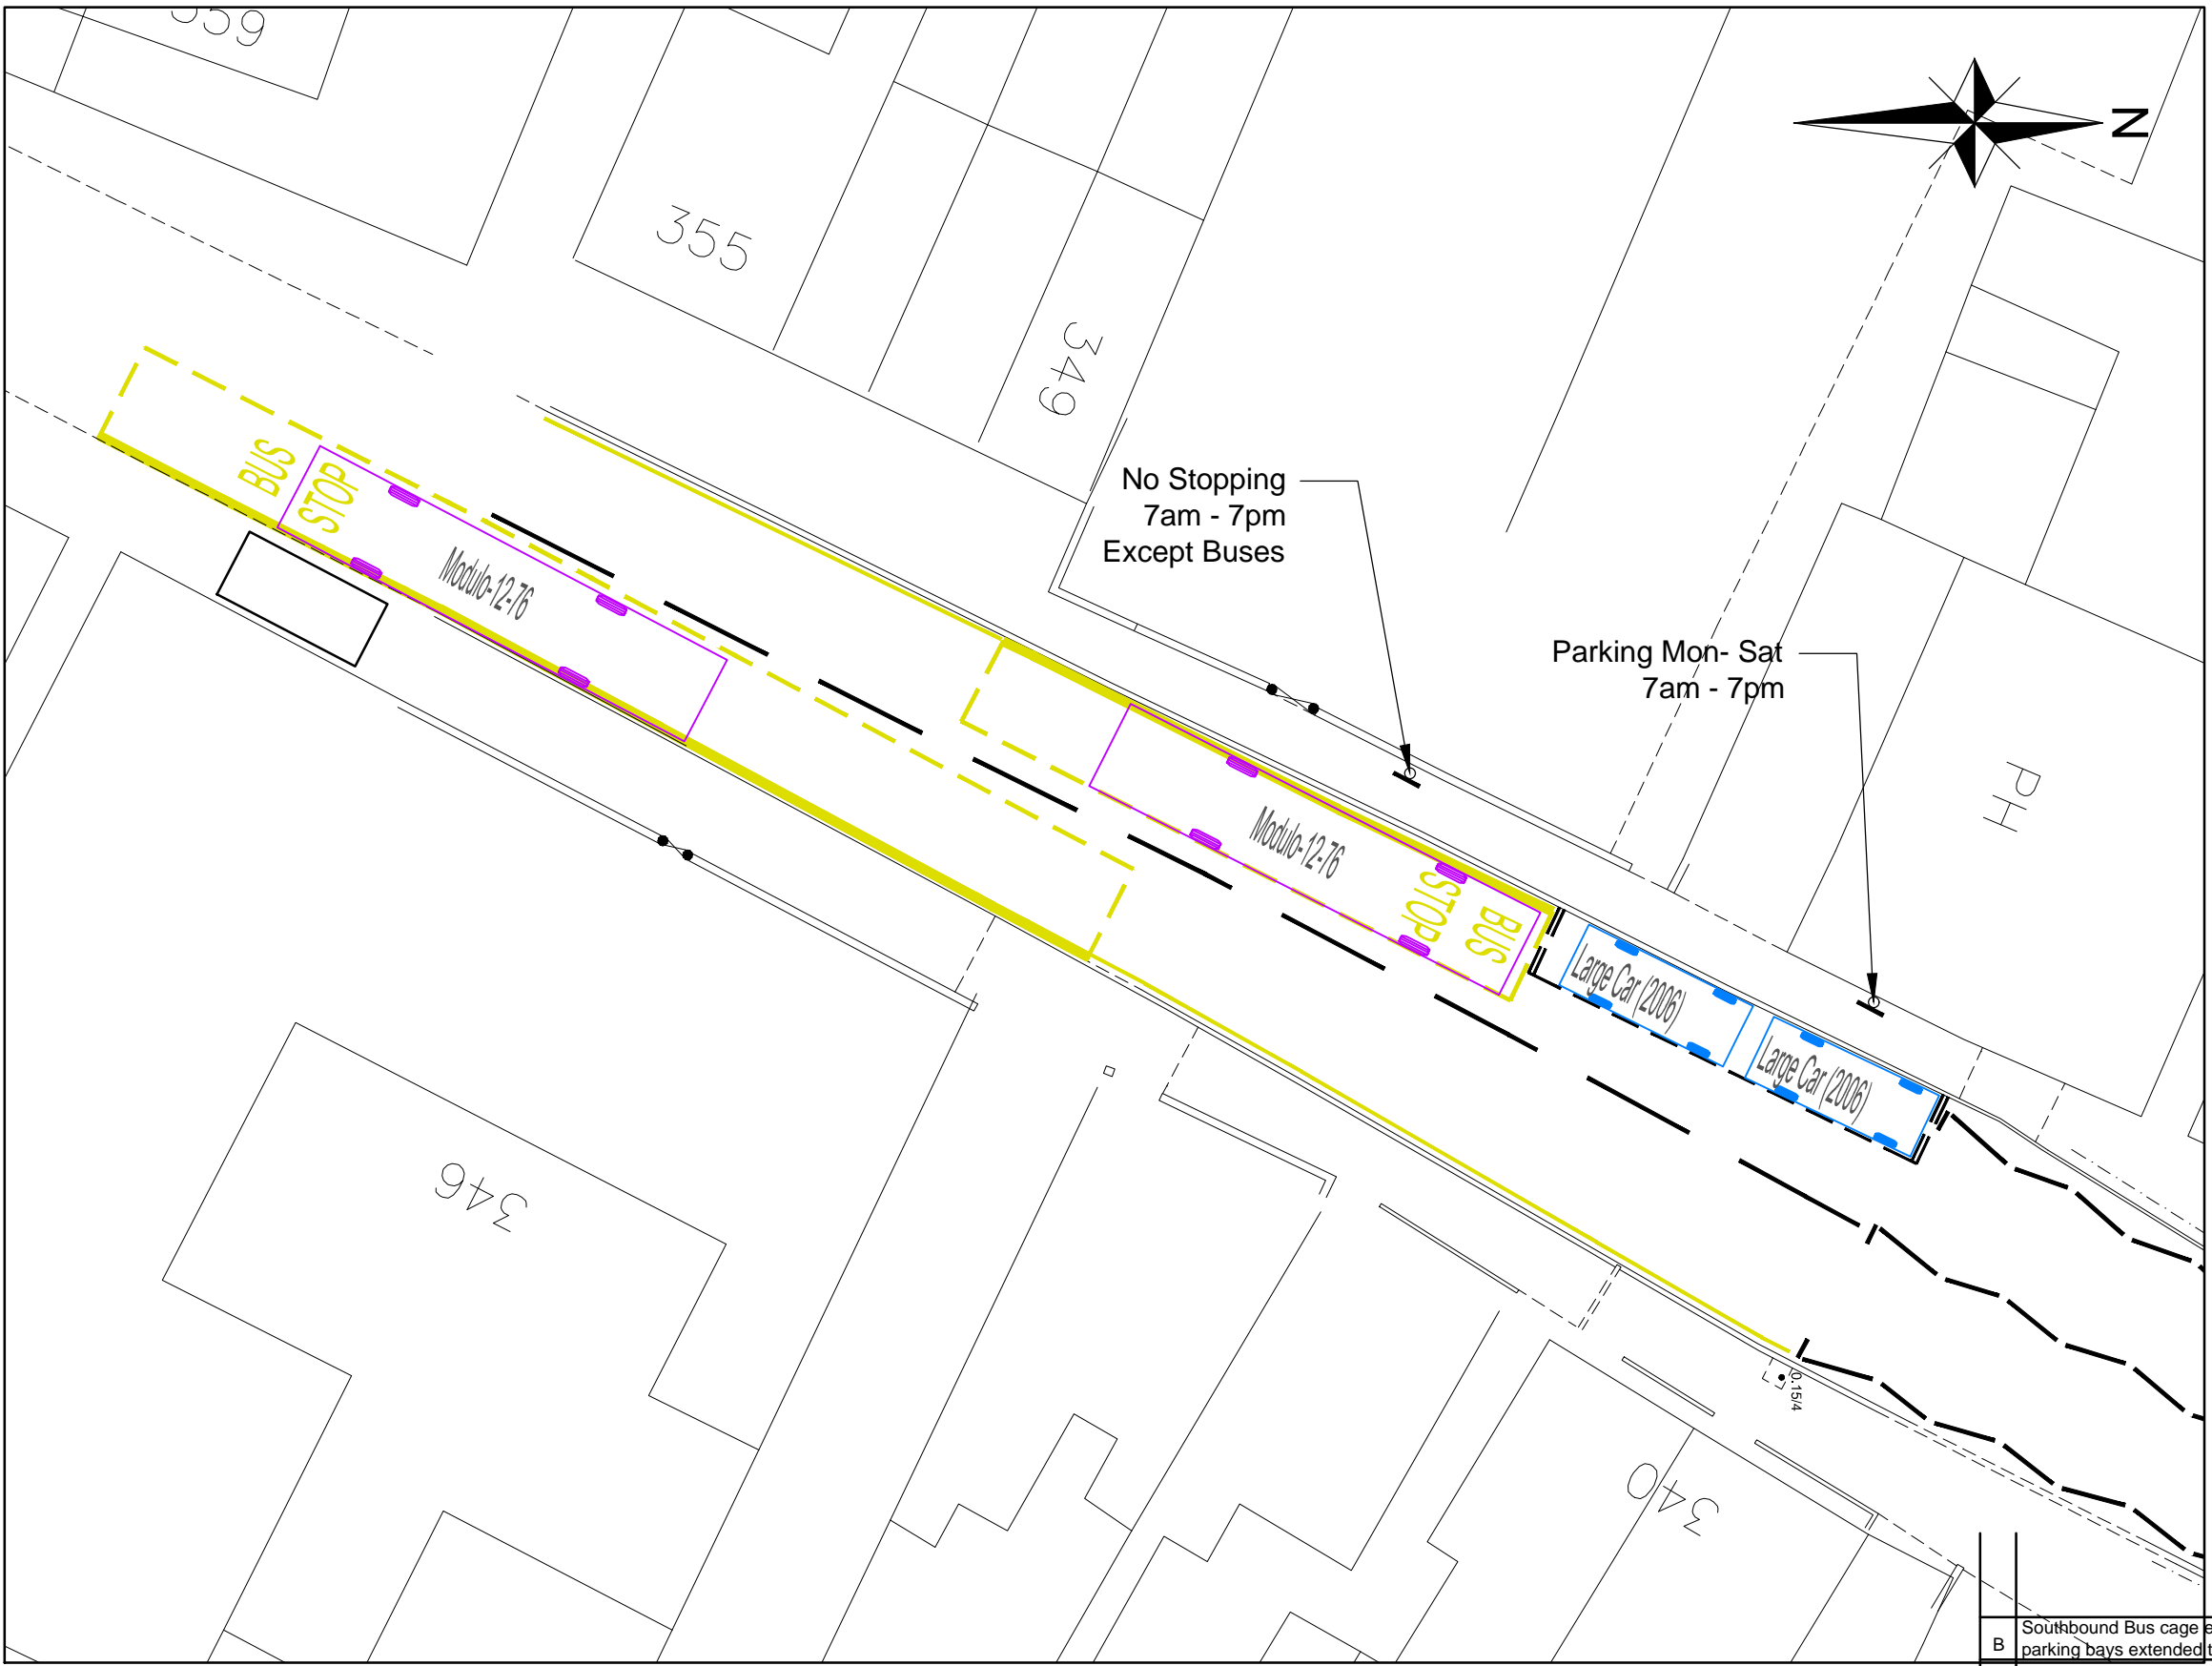 359
N
355
349
No Stopping
7am - 7pm
Except Buses
Parking Mon- Sat
7am - 7pm
BUS
STOP
Modulo-12-76
PH
Modulo-12-76
BUS
STOP
Large Car (2006)
Large Car (2006)
346
0.15/4
340
B
Southbound Bus cage e
parking bays extended t